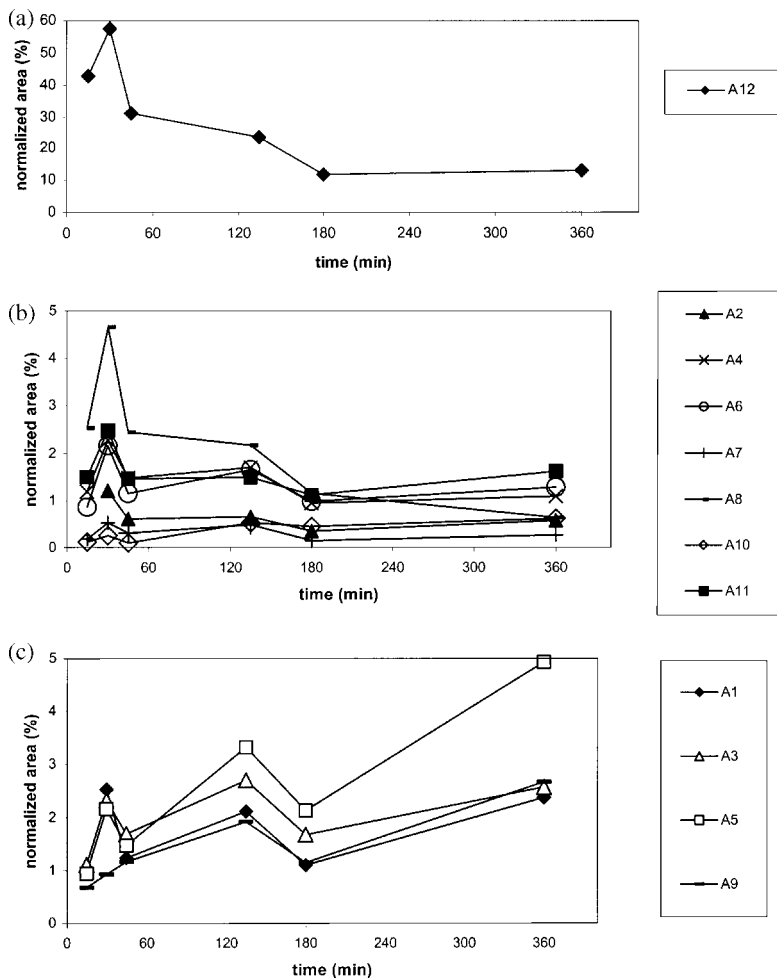 (a)
60
50
40
30
20
10
0
normalized area (%)
0 60 120 180 240 300 360
time (min)
A12
(b)
5
4
3
2
1
0
normalized area (%)
0 60 120 180 240 300 360
time (min)
A2
A4
A6
A7
A8
A10
A11
(c)
5
4
3
2
1
0
normalized area (%)
0 60 120 180 240 300 360
time (min)
A1
A3
A5
A9